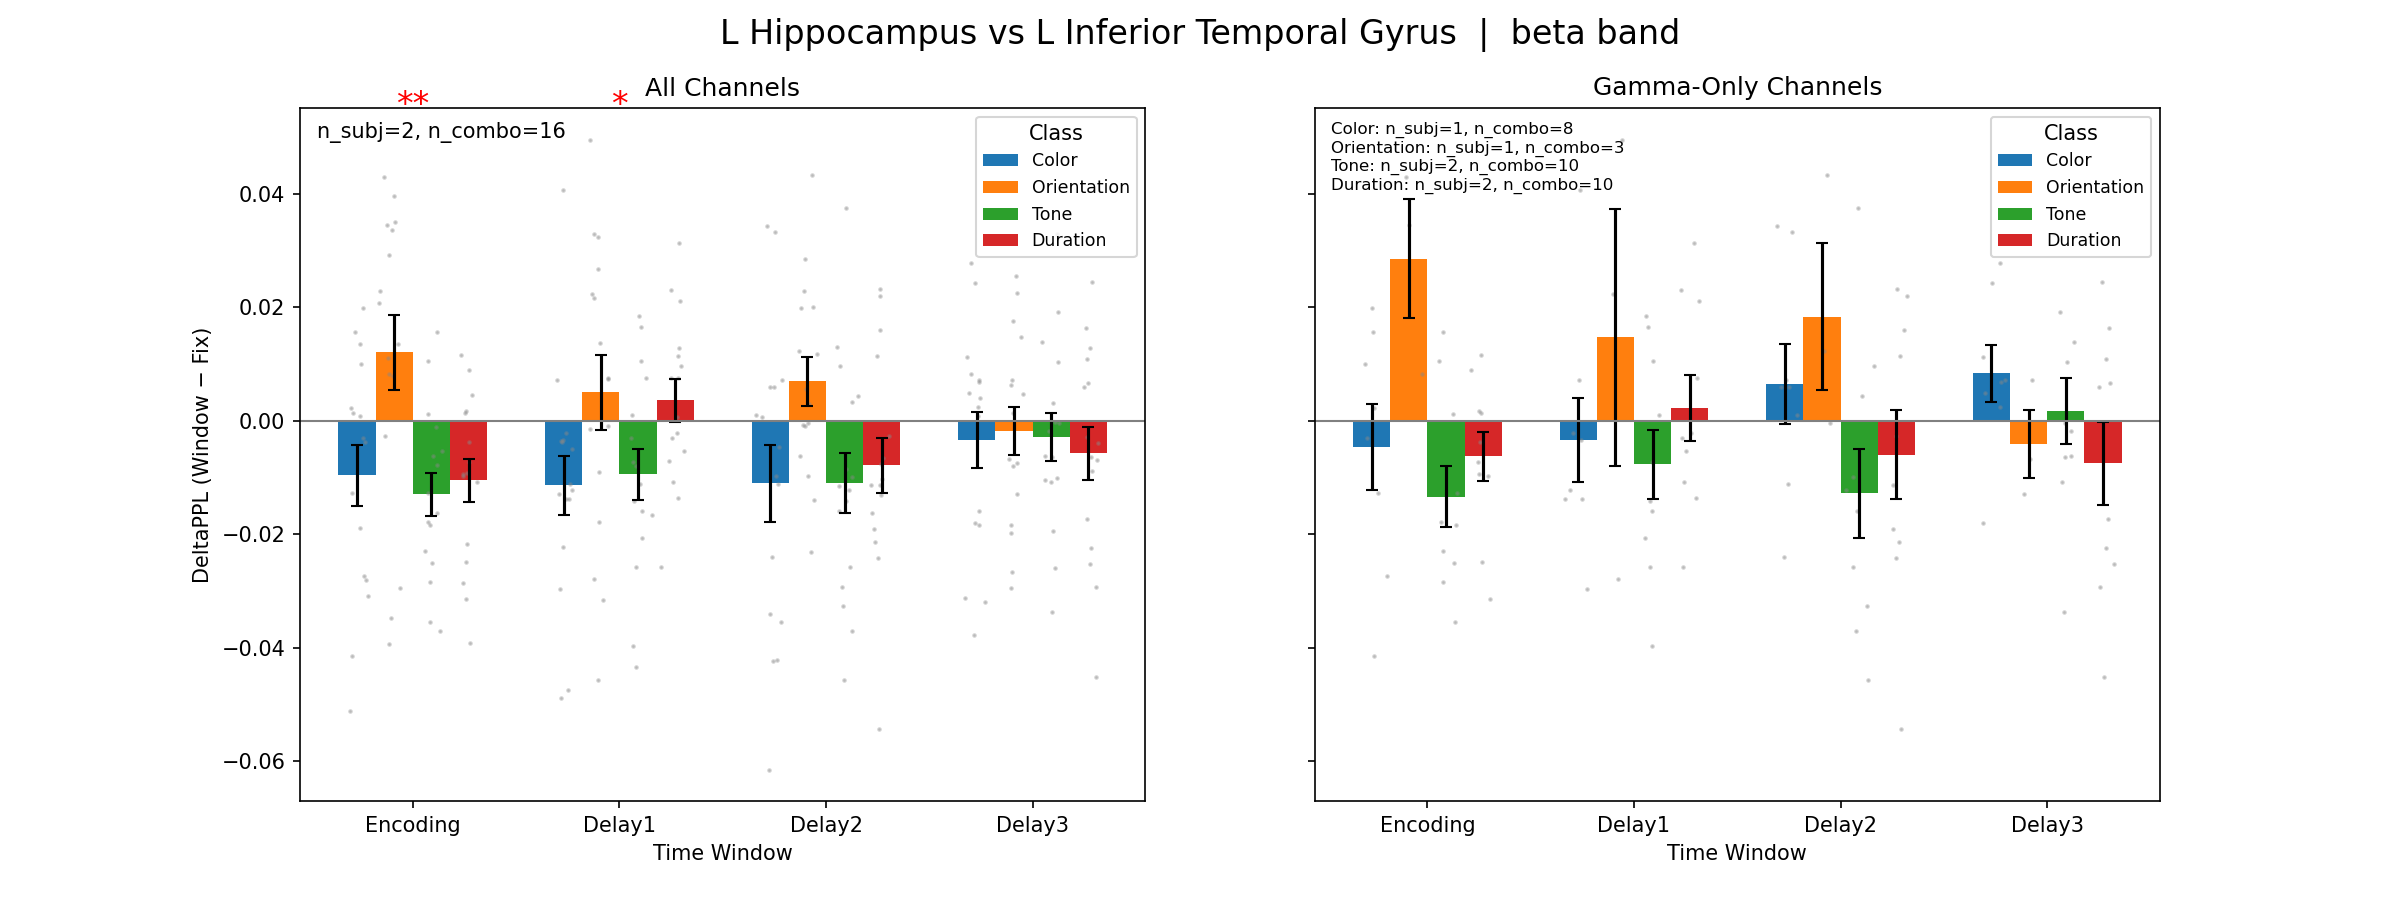 L Hippocampus vs L Inferior Temporal Gyrus | beta band
All Channels
**
*
n_subj=2, n_combo=16
Class
Color
Orientation
Tone
Duration
0.04
0.02
0.00
−0.02
−0.04
−0.06
DeltaPPL (Window − Fix)
Encoding
Delay1
Delay2
Delay3
Time Window
Gamma-Only Channels
Color: n_subj=1, n_combo=8
Orientation: n_subj=1, n_combo=3
Tone: n_subj=2, n_combo=10
Duration: n_subj=2, n_combo=10
Class
Color
Orientation
Tone
Duration
Encoding
Delay1
Delay2
Delay3
Time Window